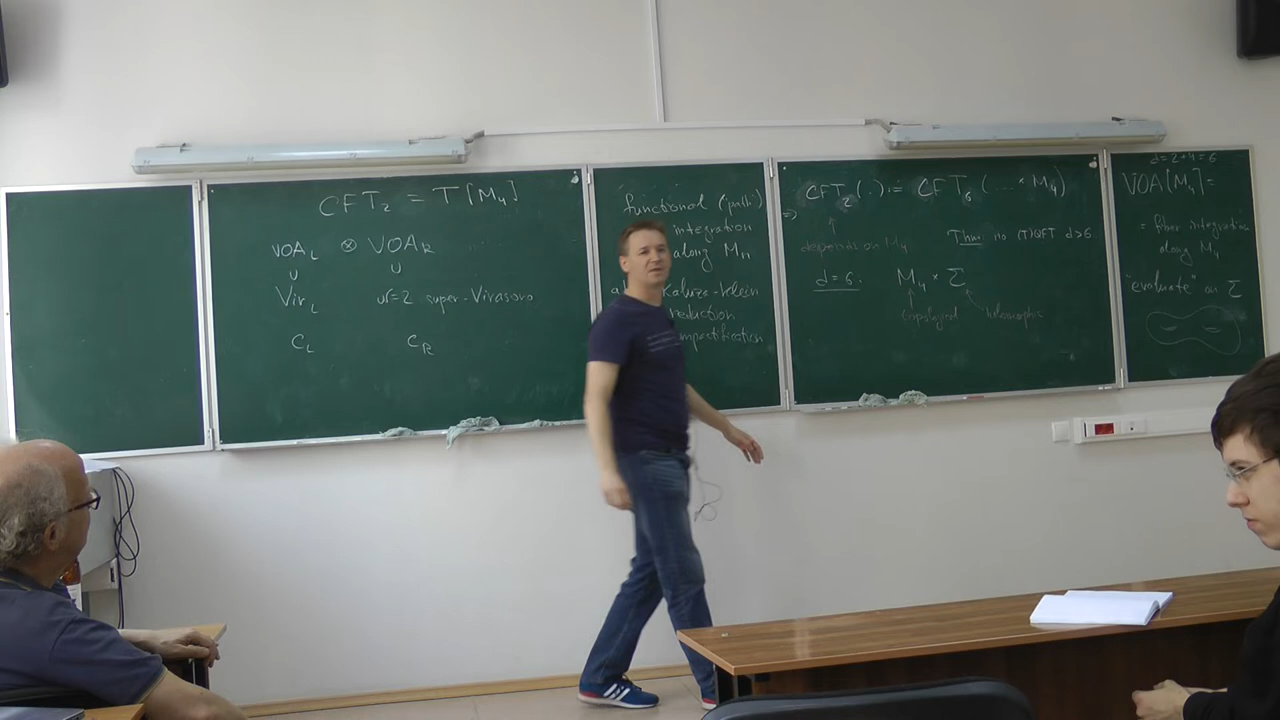 CFT₂ = T[M₄]
VOA_L ⊗ VOA_R
∪ ∪
Vir_L 𝒩=2 super-Virasoro
C_L C_R
functional (path)
integration
along Mₙ
Kaluza-Klein
reduction
⇒ CFT₂(·) := CFT₆(... × M₄)
depends on M₄
Thus: no (T)QFT d>6
d=6: M₄ × Σ
topological holomorphic
d=2+4=6
VOA[M₄] =
= fiber integration
along M₄
"evaluate" on Σ